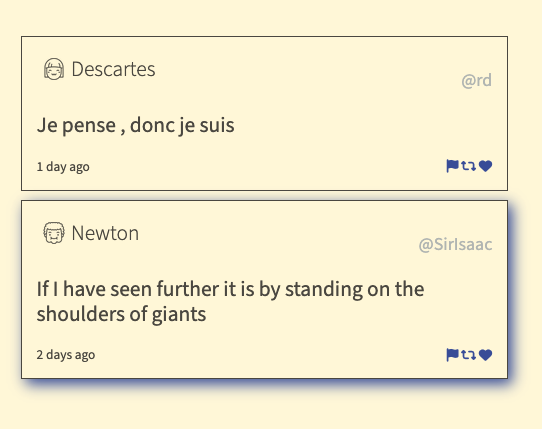 Descartes
@rd
Je pense , donc je suis
1 day ago
Newton
@SirIsaac
If I have seen further it is by standing on the
shoulders of giants
2 days ago